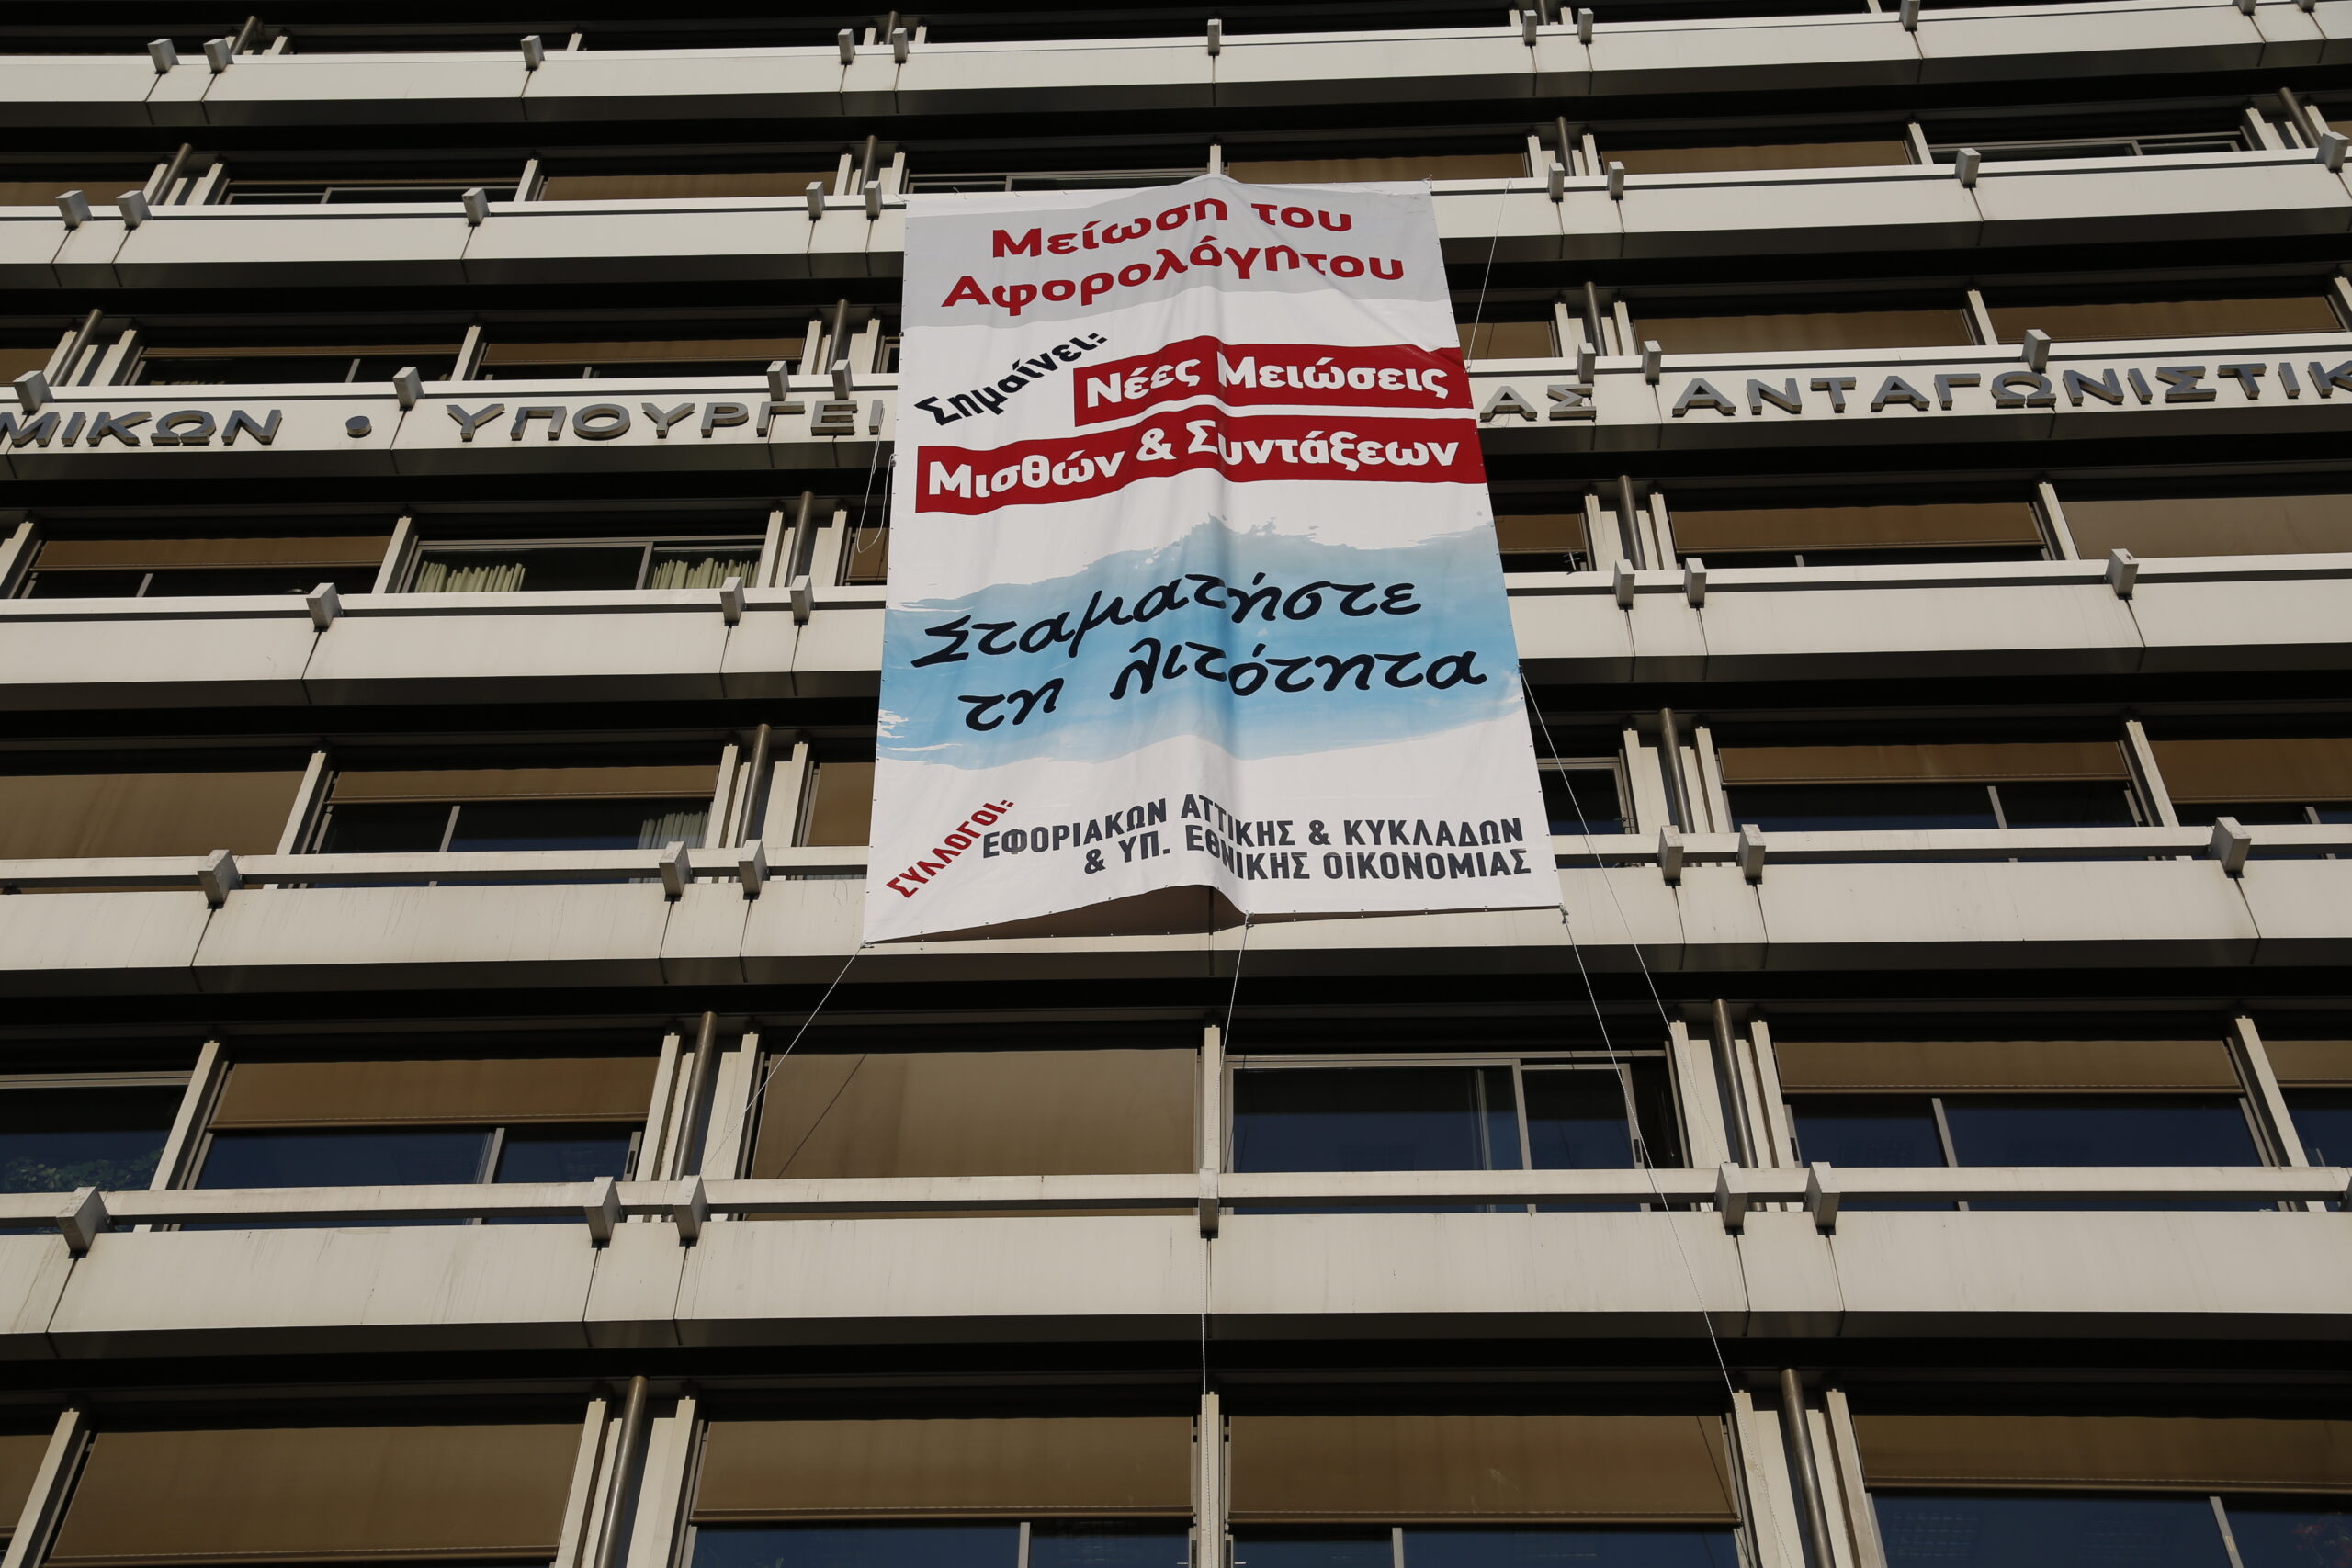 Μείωση του
Αφορολόγητου
Σημαίνει:
Νέες Μειώσεις
Μισθών & Συντάξεων
ΜΙΚΩΝ • ΥΠΟΥΡΓΕΙ ΑΣ ΑΝΤΑΓΩΝΙΣΤΙΚ
Σταματήστε
τη λιτότητα
ΣΥΛΛΟΓΟΙ:
ΕΦΟΡΙΑΚΩΝ ΑΤΤΙΚΗΣ & ΚΥΚΛΑΔΩΝ
& ΥΠ. ΕΘΝΙΚΗΣ ΟΙΚΟΝΟΜΙΑΣ